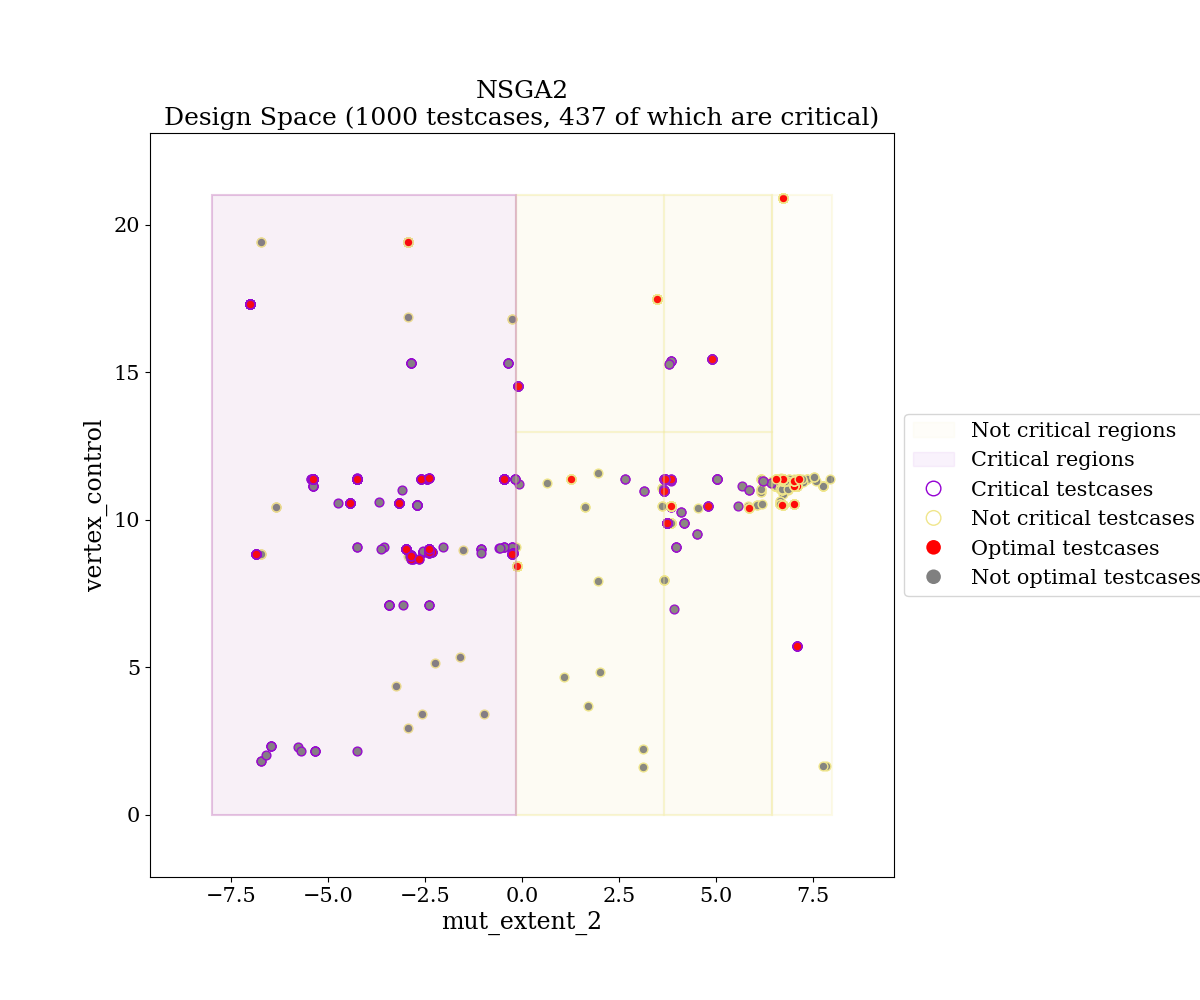 NSGA2
Design Space (1000 testcases, 437 of which are critical)
vertex_control
20
15
10
5
0
−7.5
−5.0
−2.5
0.0
2.5
5.0
7.5
mut_extent_2
Not critical regions
Critical regions
Critical testcases
Not critical testcases
Optimal testcases
Not optimal testcases